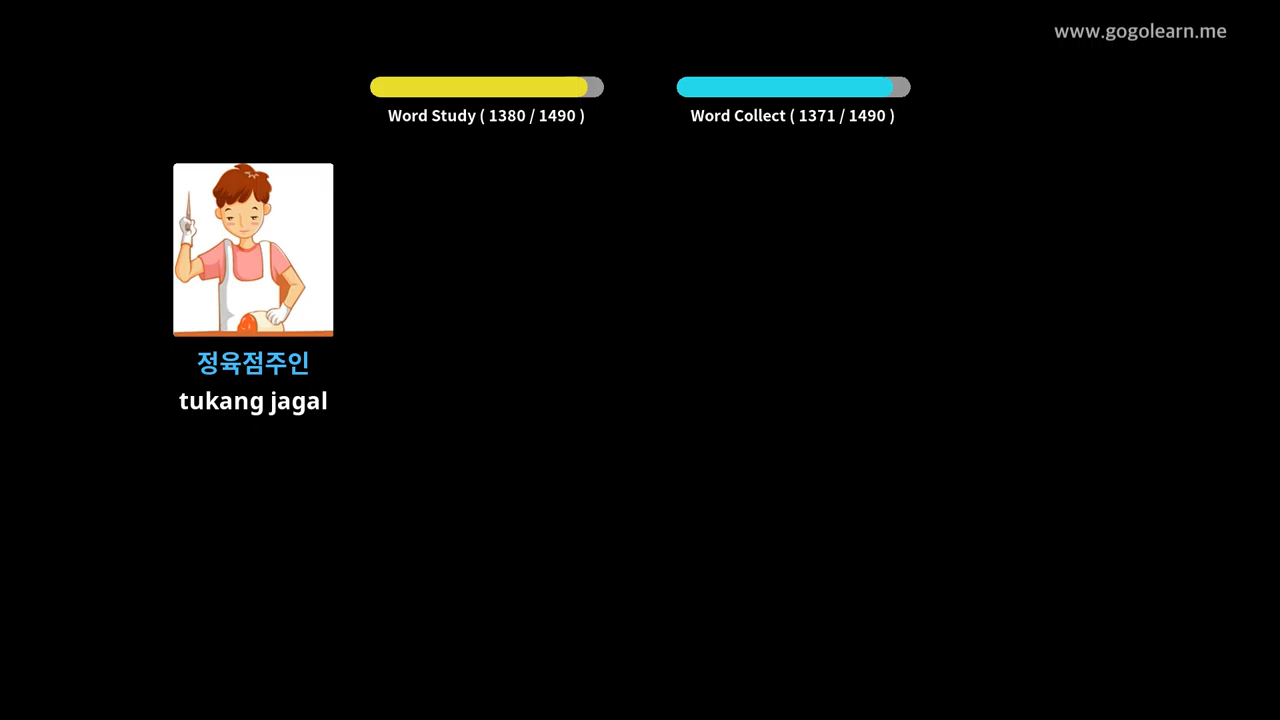 www.gogolearn.me
Word Study ( 1380 / 1490 )
Word Collect ( 1371 / 1490 )
정육점주인
tukang jagal